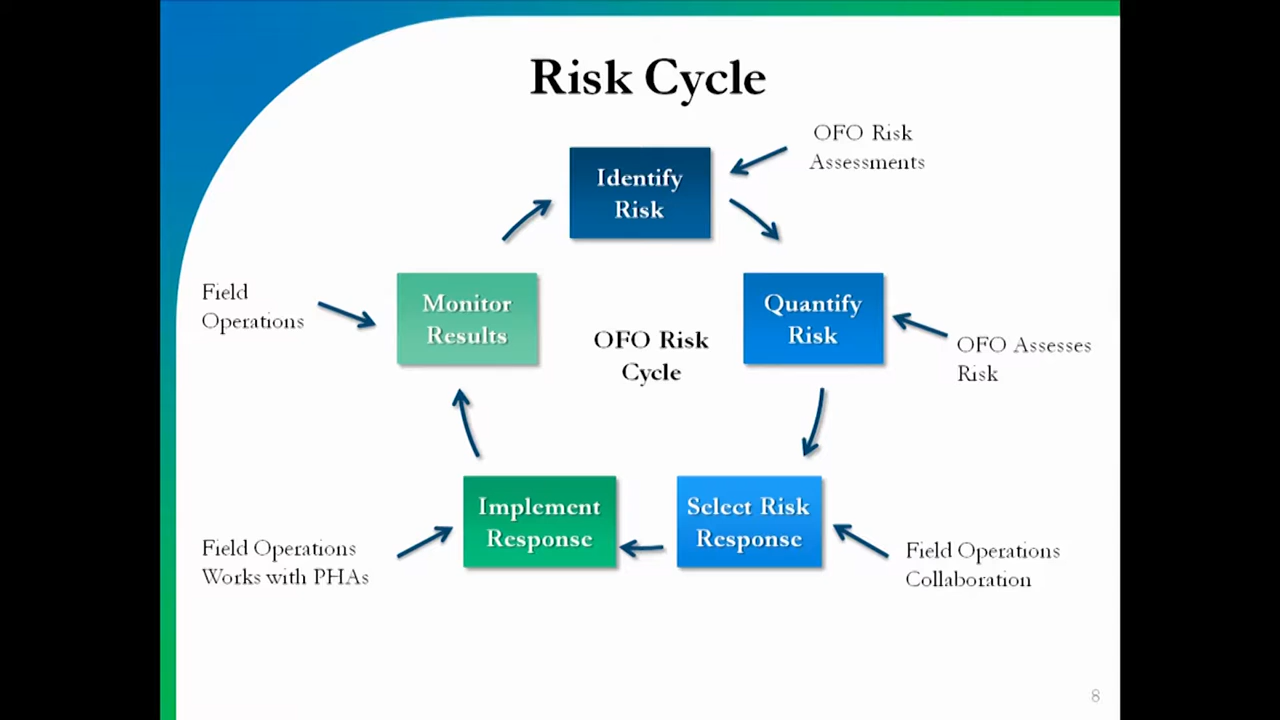 Risk Cycle
OFO Risk
Assessments
Identify
Risk
Field
Operations
Monitor
Results
OFO Risk
Cycle
Quantify
Risk
OFO Assesses
Risk
Implement
Response
Select Risk
Response
Field Operations
Works with PHAs
Field Operations
Collaboration
8